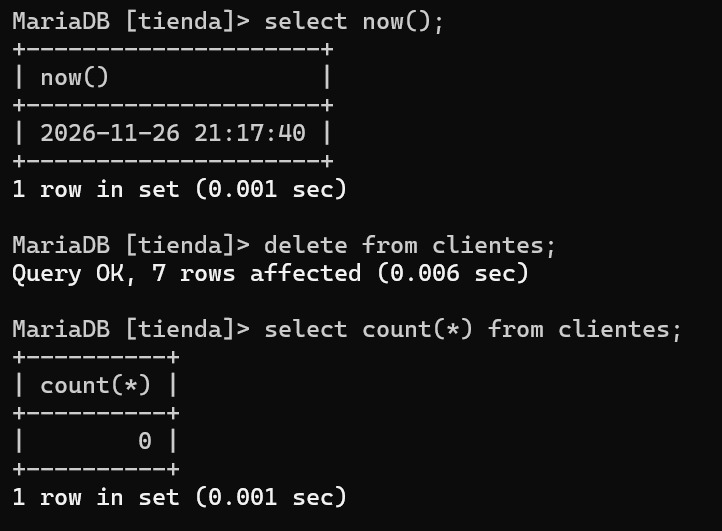 MariaDB [tienda]> select now();
+---------------------+
| now()               |
+---------------------+
| 2026-11-26 21:17:40 |
+---------------------+
1 row in set (0.001 sec)

MariaDB [tienda]> delete from clientes;
Query OK, 7 rows affected (0.006 sec)

MariaDB [tienda]> select count(*) from clientes;
+----------+
| count(*) |
+----------+
|        0 |
+----------+
1 row in set (0.001 sec)